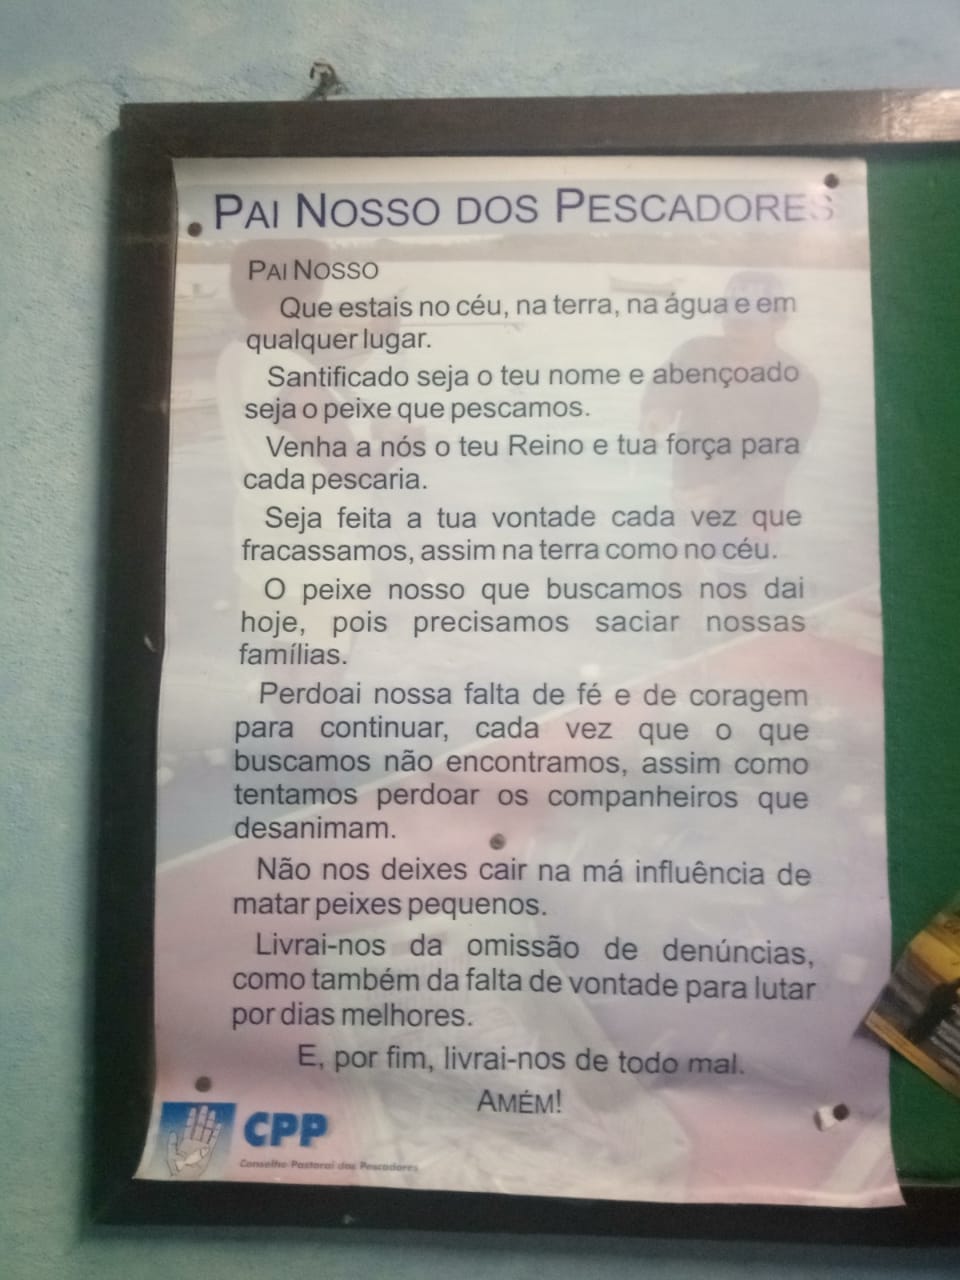 PAI NOSSO DOS PESCADORES
PAI NOSSO
Que estais no céu, na terra, na água e em
qualquer lugar.
Santificado seja o teu nome e abençoado
seja o peixe que pescamos.
Venha a nós o teu Reino e tua força para
cada pescaria.
Seja feita a tua vontade cada vez que
fracassamos, assim na terra como no céu.
O peixe nosso que buscamos nos dai
hoje, pois precisamos saciar nossas
famílias.
Perdoai nossa falta de fé e de coragem
para continuar, cada vez que o que
buscamos não encontramos, assim como
tentamos perdoar os companheiros que
desanimam.
Não nos deixes cair na má influência de
matar peixes pequenos.
Livrai-nos da omissão de denúncias,
como também da falta de vontade para lutar
por dias melhores.
E, por fim, livrai-nos de todo mal.
AMÉM!
CPP
Conselho Pastoral dos Pescadores